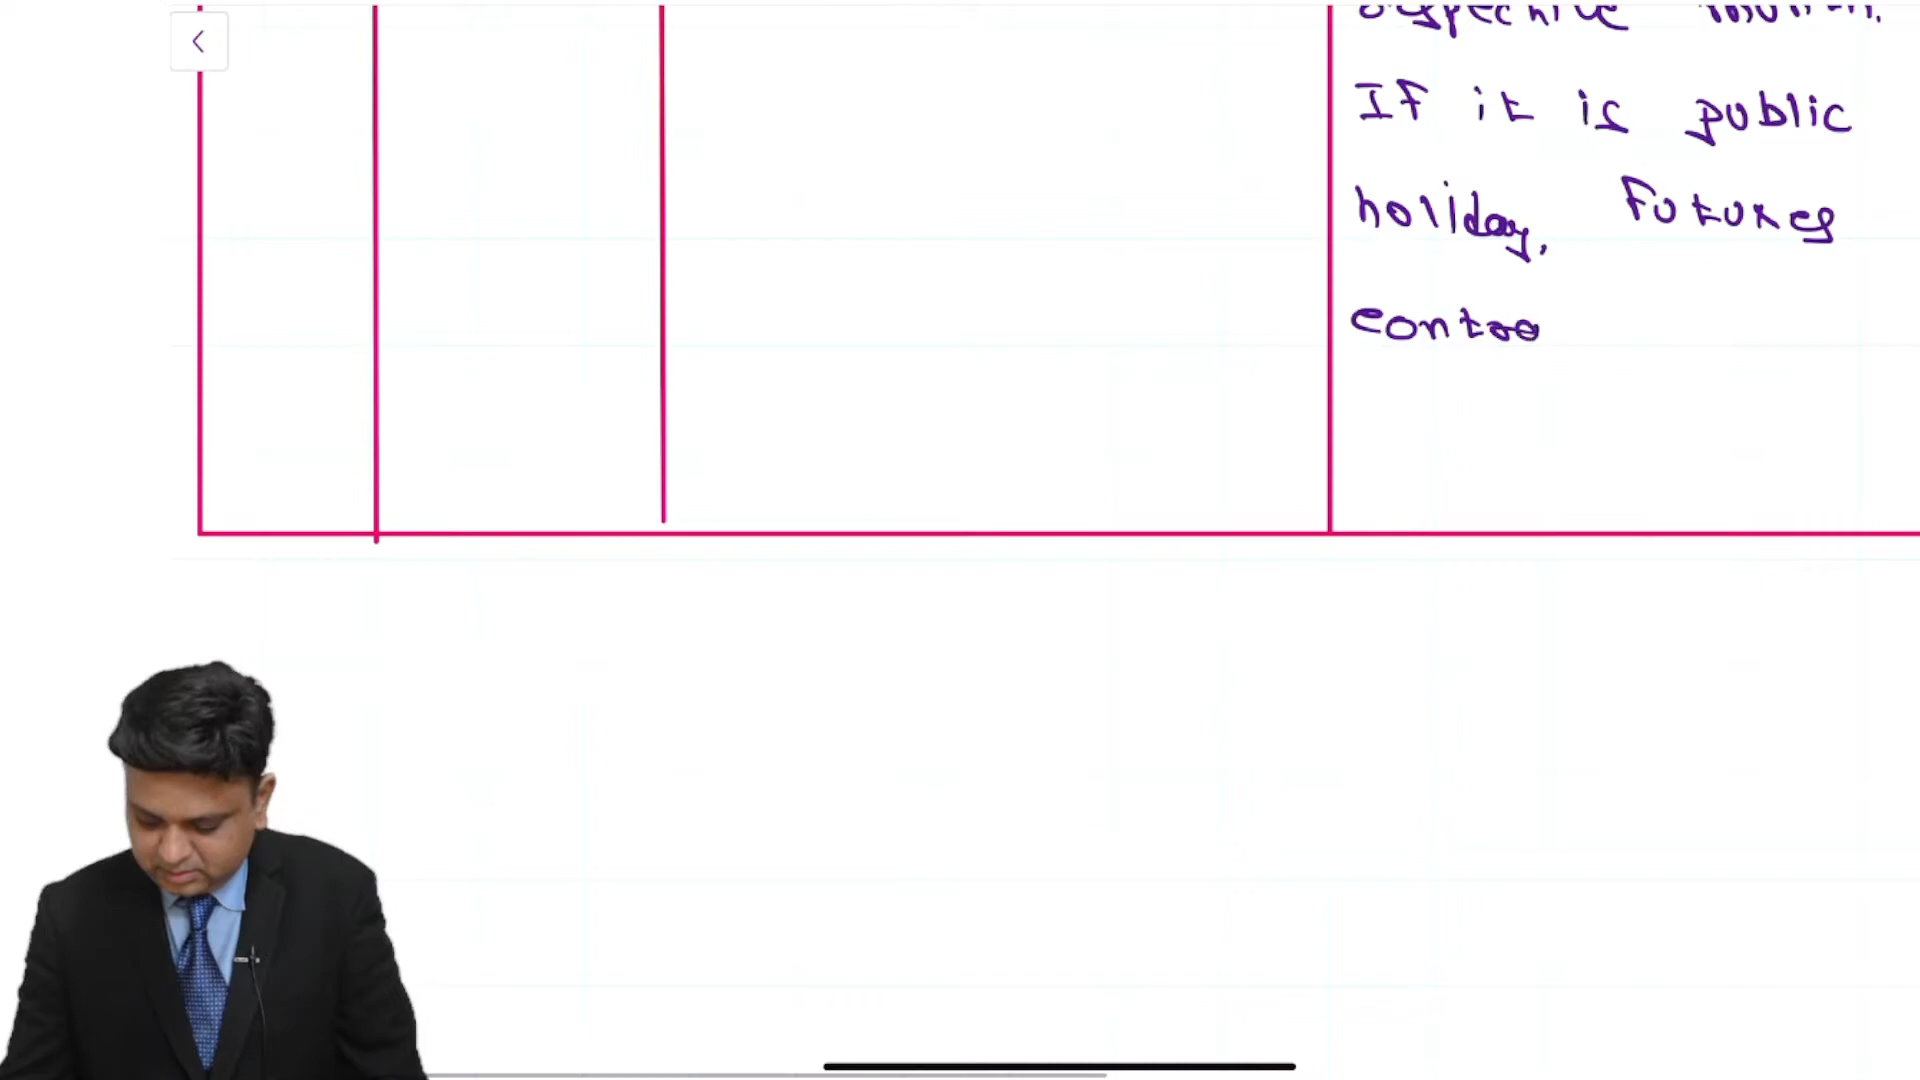 If it is public
holiday, Futures
contra